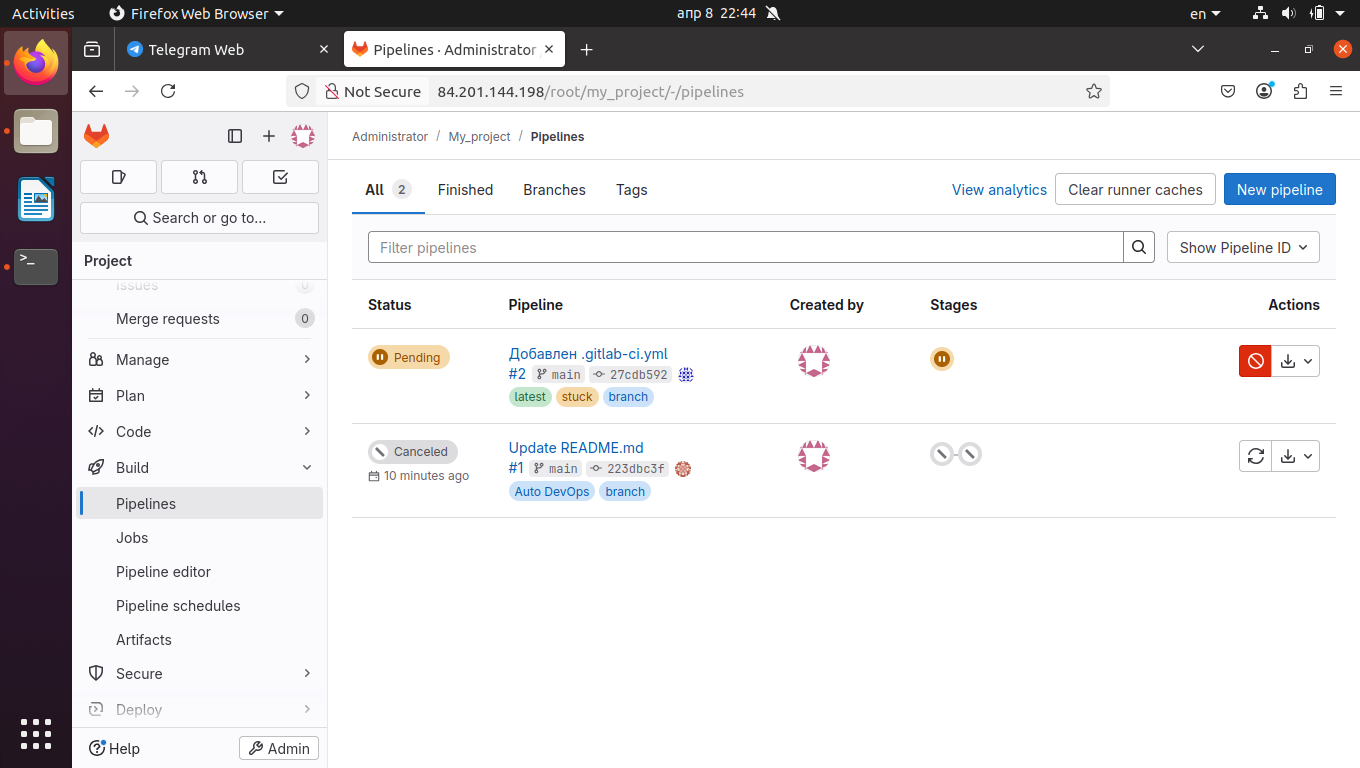 Activities
Firefox Web Browser
апр 8 22:44
en
Telegram Web
Pipelines · Administrator
Not Secure
84.201.144.198/root/my_project/-/pipelines
Search or go to...
Project
Issues 0
Merge requests 0
Manage
Plan
Code
Build
Pipelines
Jobs
Pipeline editor
Pipeline schedules
Artifacts
Secure
Deploy
Help
Admin
Administrator / My_project / Pipelines
All 2 Finished Branches Tags
View analytics Clear runner caches New pipeline
Filter pipelines
Show Pipeline ID
Status Pipeline Created by Stages Actions
Pending
Добавлен .gitlab-ci.yml
#2 main 27cdb592
latest stuck branch
Canceled
10 minutes ago
Update README.md
#1 main 223dbc3f
Auto DevOps branch